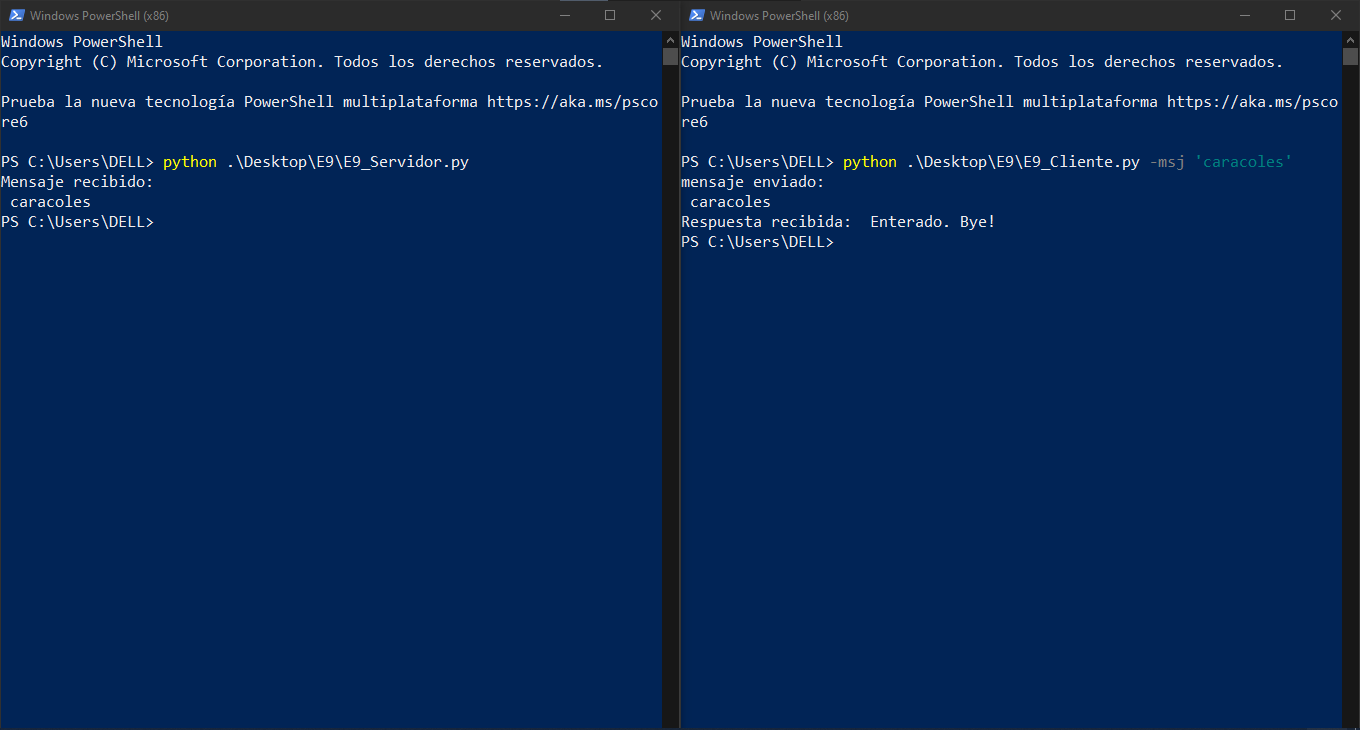 Windows PowerShell (x86)
Windows PowerShell
Copyright (C) Microsoft Corporation. Todos los derechos reservados.
Prueba la nueva tecnología PowerShell multiplataforma https://aka.ms/psco
re6
PS C:\Users\DELL> python .\Desktop\E9\E9_Servidor.py
Mensaje recibido:
 caracoles
PS C:\Users\DELL>
Windows PowerShell (x86)
Windows PowerShell
Copyright (C) Microsoft Corporation. Todos los derechos reservados.
Prueba la nueva tecnología PowerShell multiplataforma https://aka.ms/psco
re6
PS C:\Users\DELL> python .\Desktop\E9\E9_Cliente.py -msj 'caracoles'
mensaje enviado:
 caracoles
Respuesta recibida:  Enterado. Bye!
PS C:\Users\DELL>